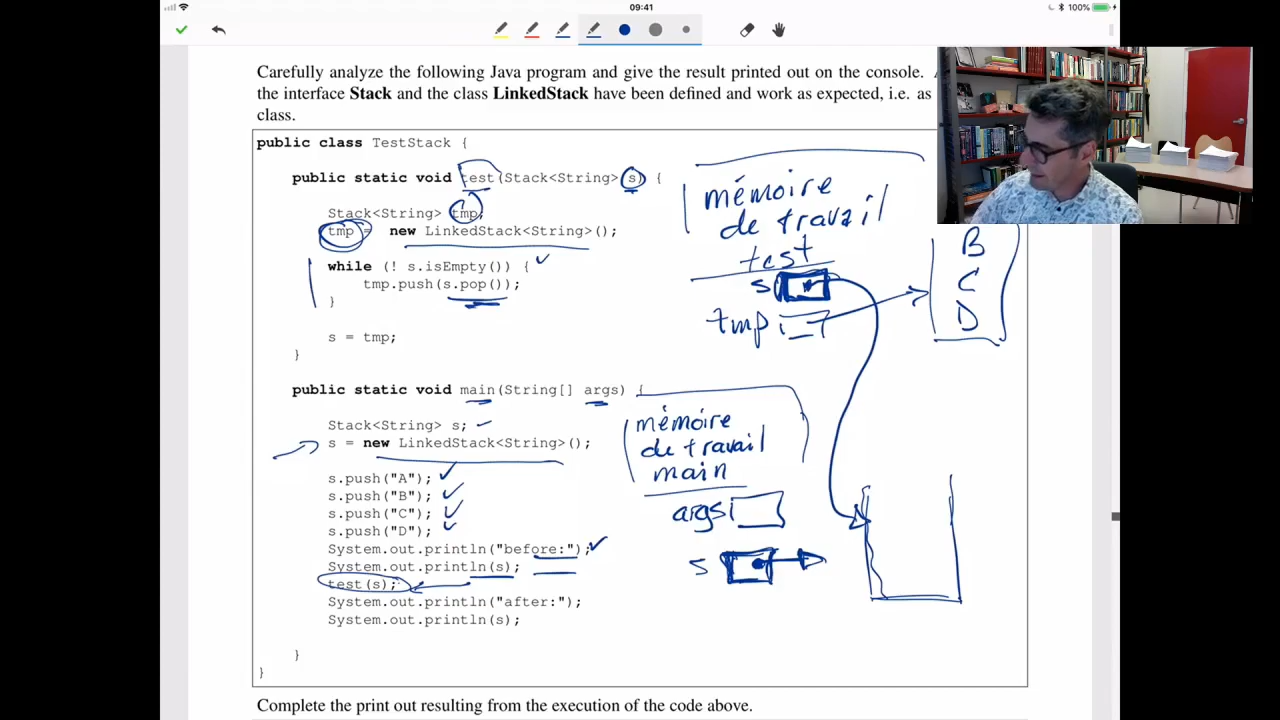 09:41
100%
Carefully analyze the following Java program and give the result printed out on the console.
the interface Stack and the class LinkedStack have been defined and work as expected, i.e. as
class.
public class TestStack {
public static void test(Stack<String> s) {
Stack<String> tmp;
tmp = new LinkedStack<String>();
while (! s.isEmpty()) {
tmp.push(s.pop());
}
s = tmp;
}
public static void main(String[] args) {
Stack<String> s;
s = new LinkedStack<String>();
s.push("A");
s.push("B");
s.push("C");
s.push("D");
System.out.println("before:");
System.out.println(s);
test(s);
System.out.println("after:");
System.out.println(s);
}
}
mémoire
de travail
test
s
tmp
B
C
D
mémoire
de travail
main
args
s
Complete the print out resulting from the execution of the code above.